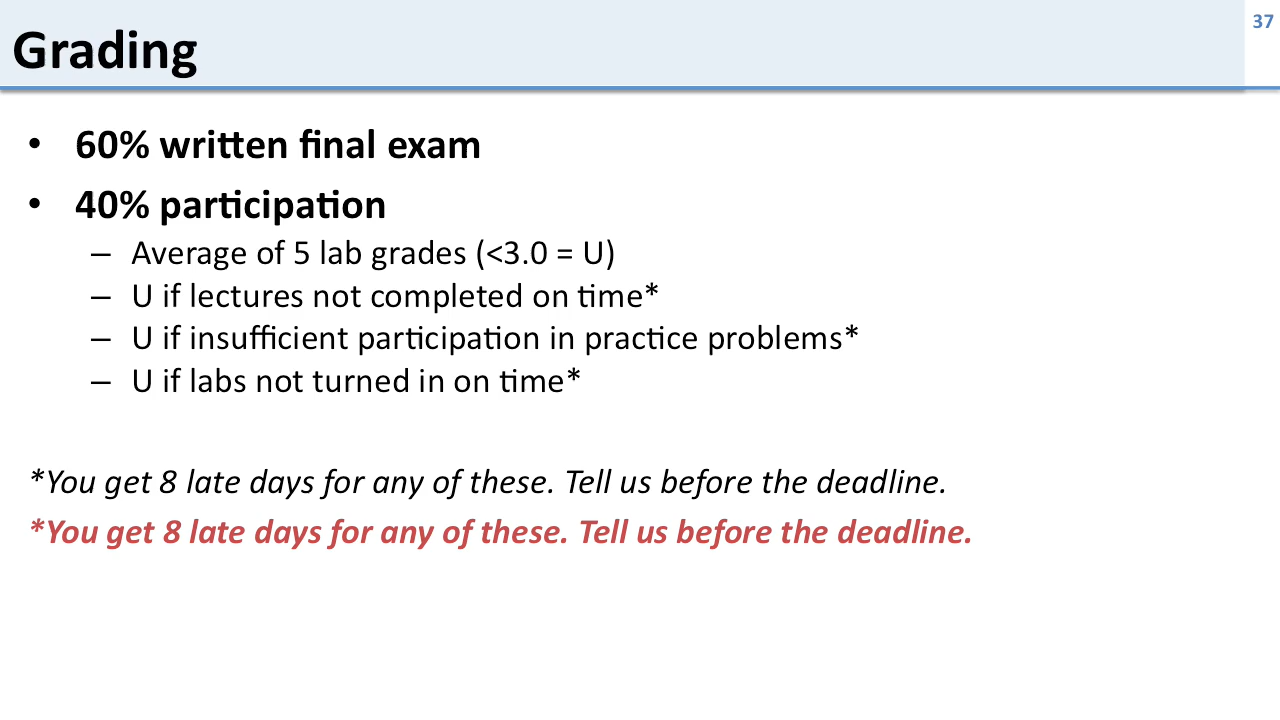 37
Grading
• 60% written final exam
• 40% participation
– Average of 5 lab grades (<3.0 = U)
– U if lectures not completed on time*
– U if insufficient participation in practice problems*
– U if labs not turned in on time*
*You get 8 late days for any of these. Tell us before the deadline.
*You get 8 late days for any of these. Tell us before the deadline.